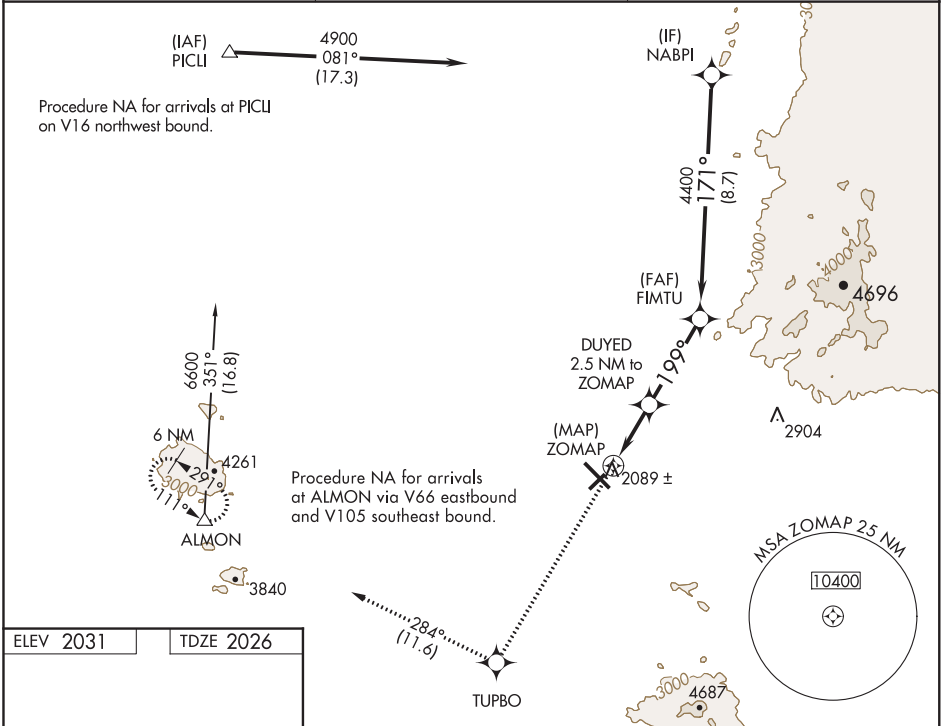 (IAF)
PICLI
4900
081°
(17.3)
(IF)
NABPI
Procedure NA for arrivals at PICLI
on V16 northwest bound.
4400
171°
(8.7)
3000
4000
4696
(FAF)
FIMTU
6600
351°
(16.8)
DUYED
2.5 NM to
ZOMAP
199°
2904
(MAP)
ZOMAP
2089 ±
6 NM
4261
291°
3000
111°
ALMON
Procedure NA for arrivals
at ALMON via V66 eastbound
and V105 southeast bound.
3840
MSA ZOMAP 25 NM
10400
284°
(11.6)
TUPBO
3000
4687
ELEV 2031
TDZE 2026